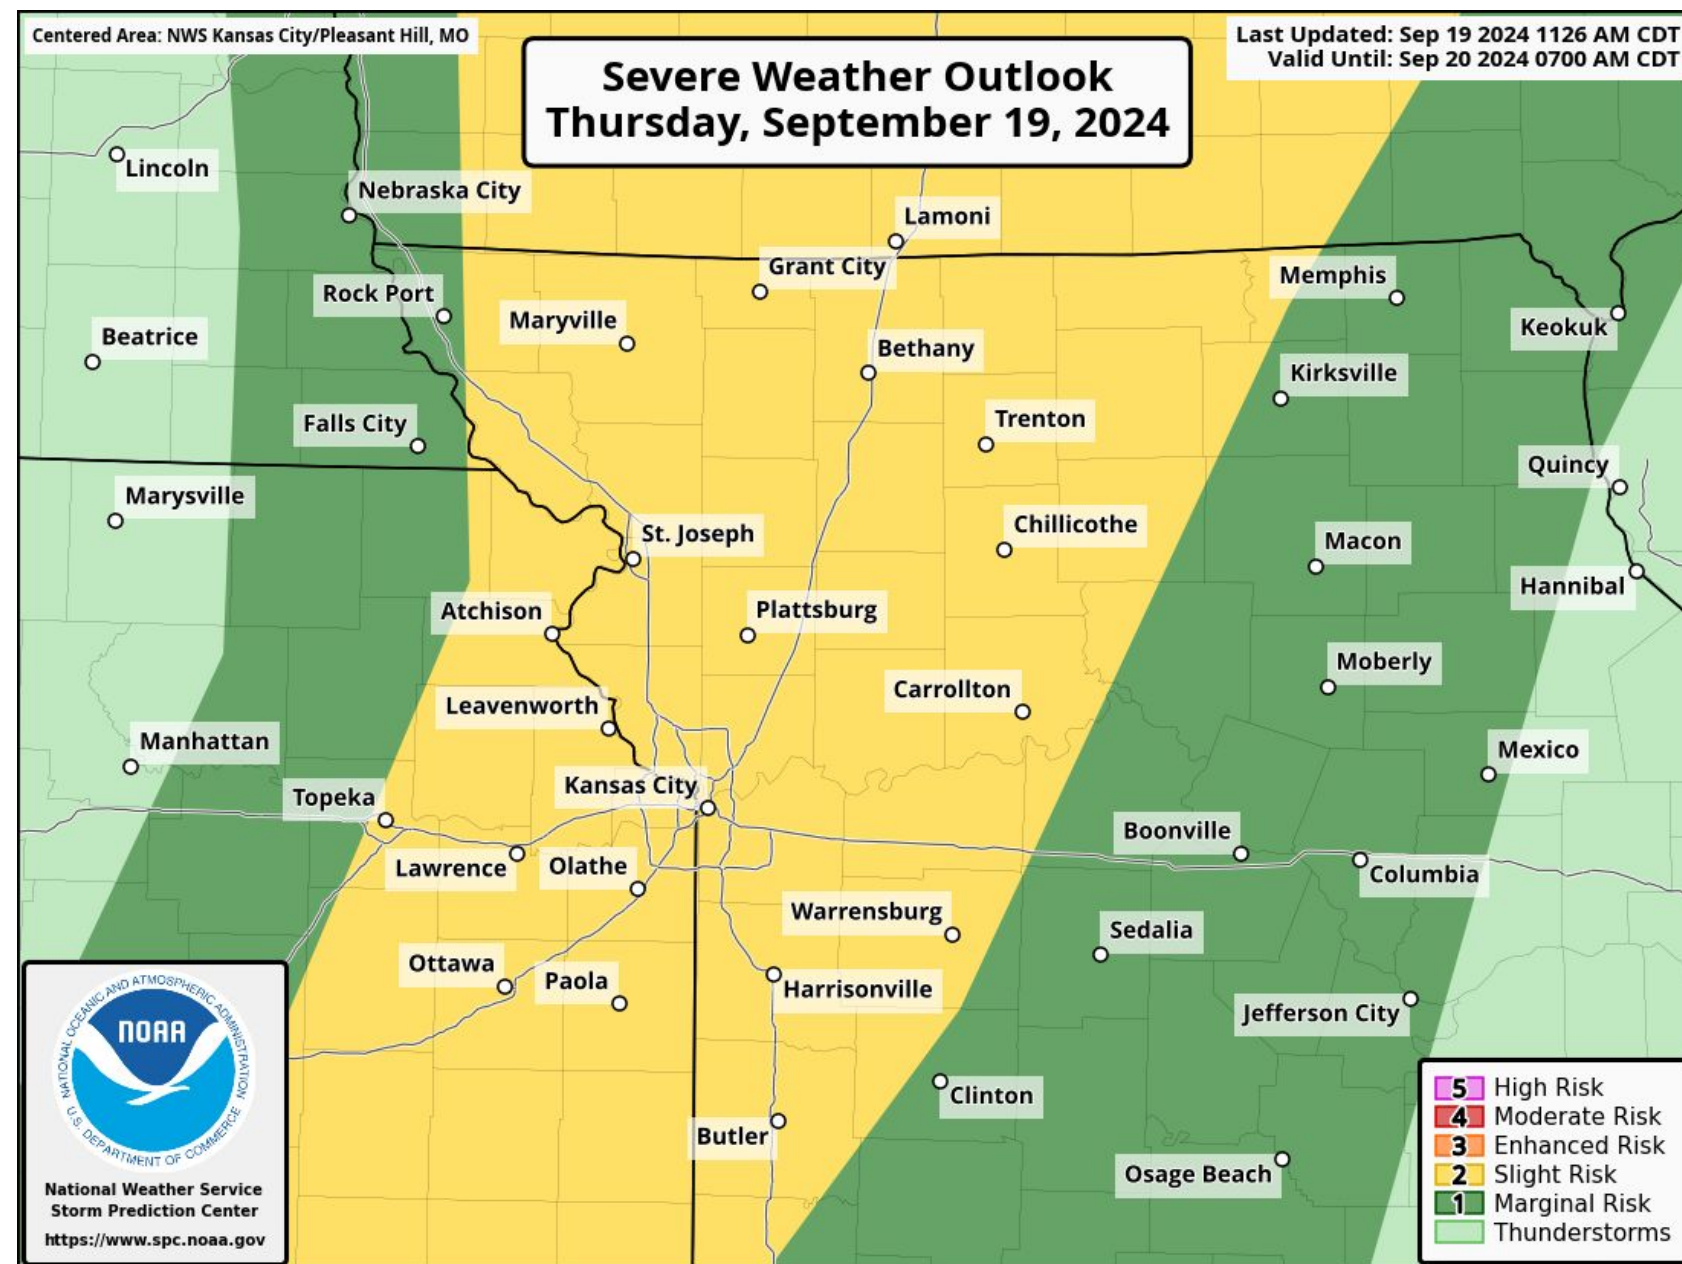 Centered Area: NWS Kansas City/Pleasant Hill, MO
Last Updated: Sep 19 2024 1126 AM CDT
Valid Until: Sep 20 2024 0700 AM CDT
Severe Weather Outlook
Thursday, September 19, 2024
Lincoln
Nebraska City
Lamoni
Grant City
Memphis
Rock Port
Maryville
Keokuk
Beatrice
Bethany
Kirksville
Falls City
Trenton
Quincy
Marysville
Chillicothe
St. Joseph
Macon
Hannibal
Atchison
Plattsburg
Moberly
Carrollton
Leavenworth
Manhattan
Mexico
Kansas City
Topeka
Boonville
Lawrence
Olathe
Columbia
Warrensburg
Sedalia
Ottawa
Paola
Harrisonville
Jefferson City
Clinton
Butler
Osage Beach
NATIONAL OCEANIC AND ATMOSPHERIC ADMINISTRATION
NOAA
U.S. DEPARTMENT OF COMMERCE
National Weather Service
Storm Prediction Center
https://www.spc.noaa.gov
5 High Risk
4 Moderate Risk
3 Enhanced Risk
2 Slight Risk
1 Marginal Risk
Thunderstorms